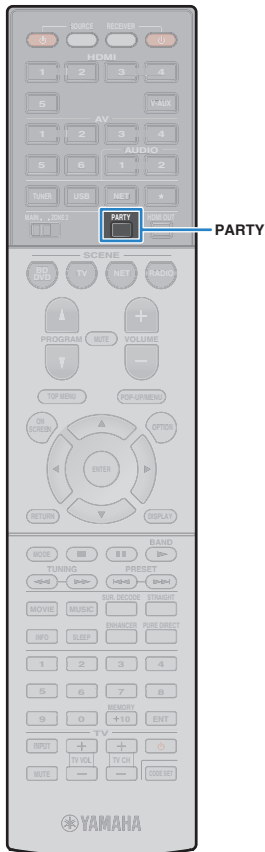 SOURCE RECEIVER
HDMI
1 2 3 4
5 V-AUX
AV
1 2 3 4
AUDIO
5 6 1 2
TUNER USB NET
MAIN ZONE2 PARTY HDMI OUT
PARTY
SCENE
BD DVD TV NET RADIO
PROGRAM MUTE VOLUME
TOP MENU POP-UP/MENU
ON SCREEN OPTION
ENTER
RETURN DISPLAY
BAND
MODE
TUNING PRESET
SUR. DECODE STRAIGHT
MOVIE MUSIC
ENHANCER PURE DIRECT
INFO SLEEP
1 2 3 4
5 6 7 8
MEMORY
9 0 +10 ENT
TV
INPUT + +
TV VOL TV CH
MUTE – – CODE SET
YAMAHA